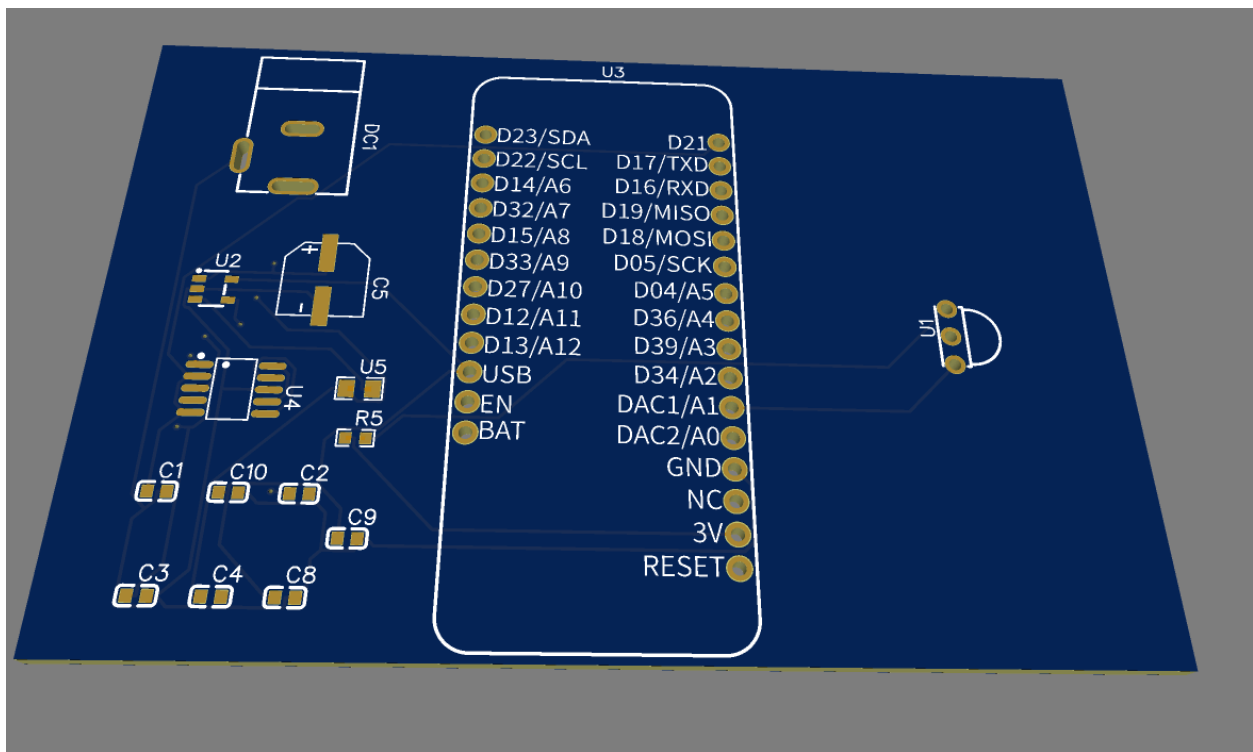 U3
DC1
D23/SDA
D22/SCL
D14/A6
D32/A7
D15/A8
D33/A9
D27/A10
D12/A11
D13/A12
USB
EN
BAT
D21
D17/TXD
D16/RXD
D19/MISO
D18/MOSI
D05/SCK
D04/A5
D36/A4
D39/A3
D34/A2
DAC1/A1
DAC2/A0
GND
NC
3V
RESET
U2
+
-
C5
U1
U5
U4
R5
C1
C10
C2
C9
C3
C4
C8